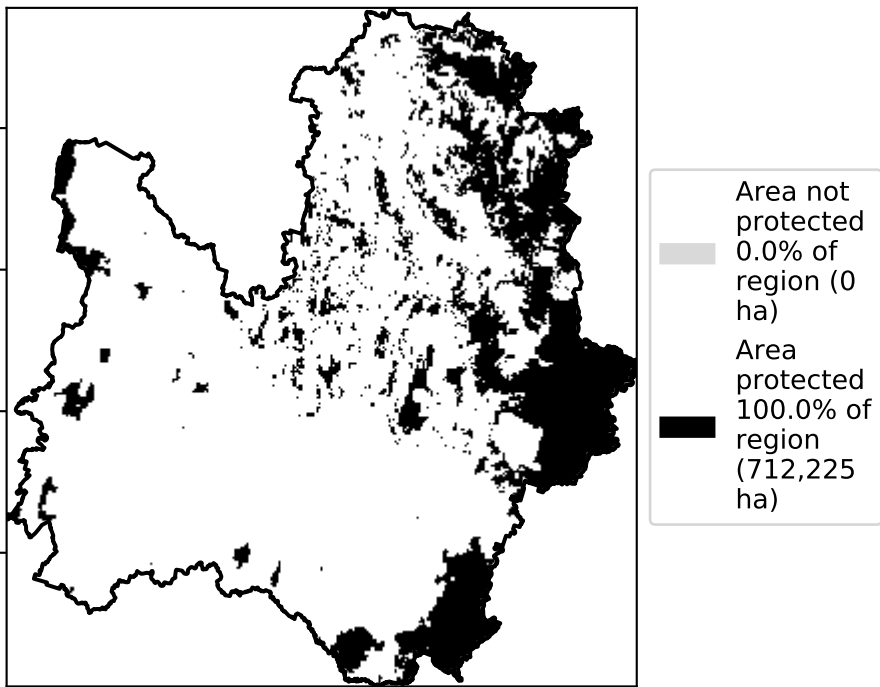 Area not
protected
0.0% of
region (0
ha)
Area
protected
100.0% of
region
(712,225
ha)